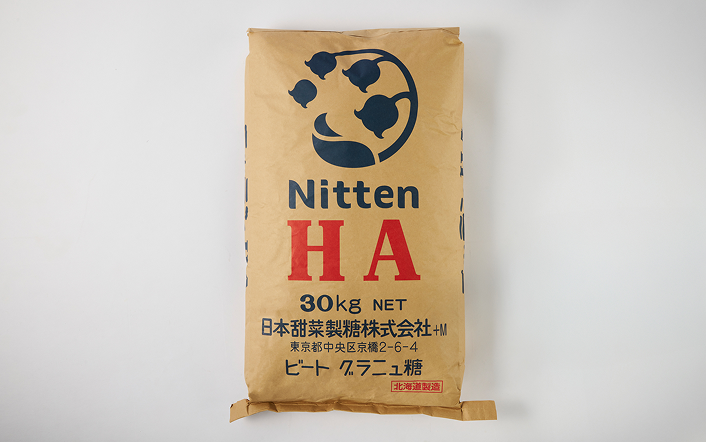 Nitten
HA
30kg NET
日本甜菜製糖株式会社+M
東京都中央区京橋2-6-4
ビート グラニュ糖
北海道製造